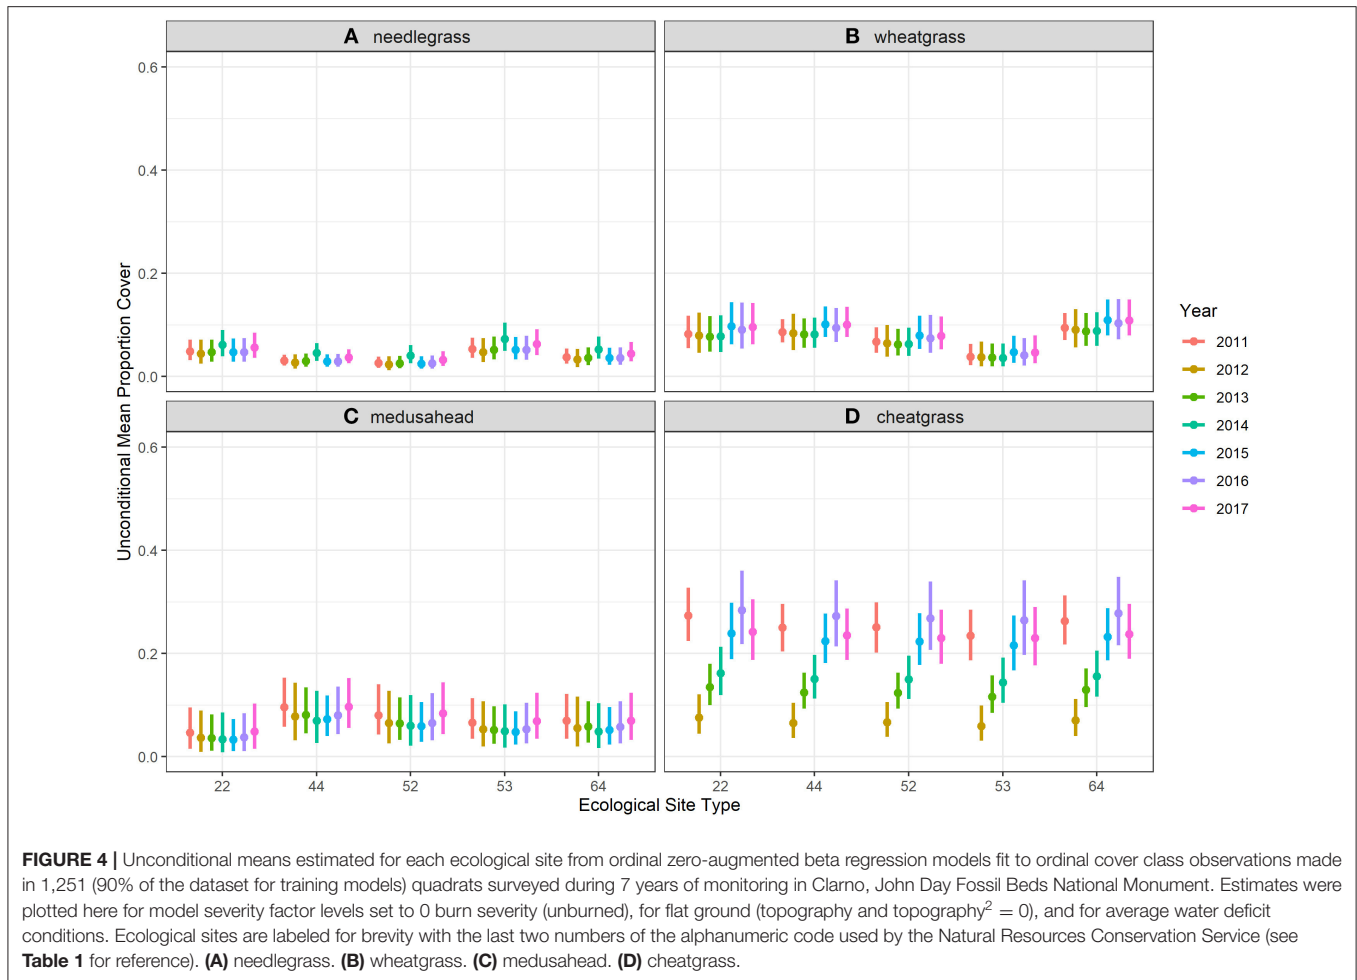 A needlegrass
B wheatgrass
0.6
0.4
0.2
0.0
C medusahead
D cheatgrass
0.6
0.4
0.2
0.0
22 44 52 53 64
22 44 52 53 64
Unconditional Mean Proportion Cover
Ecological Site Type
Year
2011
2012
2013
2014
2015
2016
2017
FIGURE 4 | Unconditional means estimated for each ecological site from ordinal zero-augmented beta regression models fit to ordinal cover class observations made
in 1,251 (90% of the dataset for training models) quadrats surveyed during 7 years of monitoring in Clarno, John Day Fossil Beds National Monument. Estimates were
plotted here for model severity factor levels set to 0 burn severity (unburned), for flat ground (topography and topography² = 0), and for average water deficit
conditions. Ecological sites are labeled for brevity with the last two numbers of the alphanumeric code used by the Natural Resources Conservation Service (see
Table 1 for reference). (A) needlegrass. (B) wheatgrass. (C) medusahead. (D) cheatgrass.